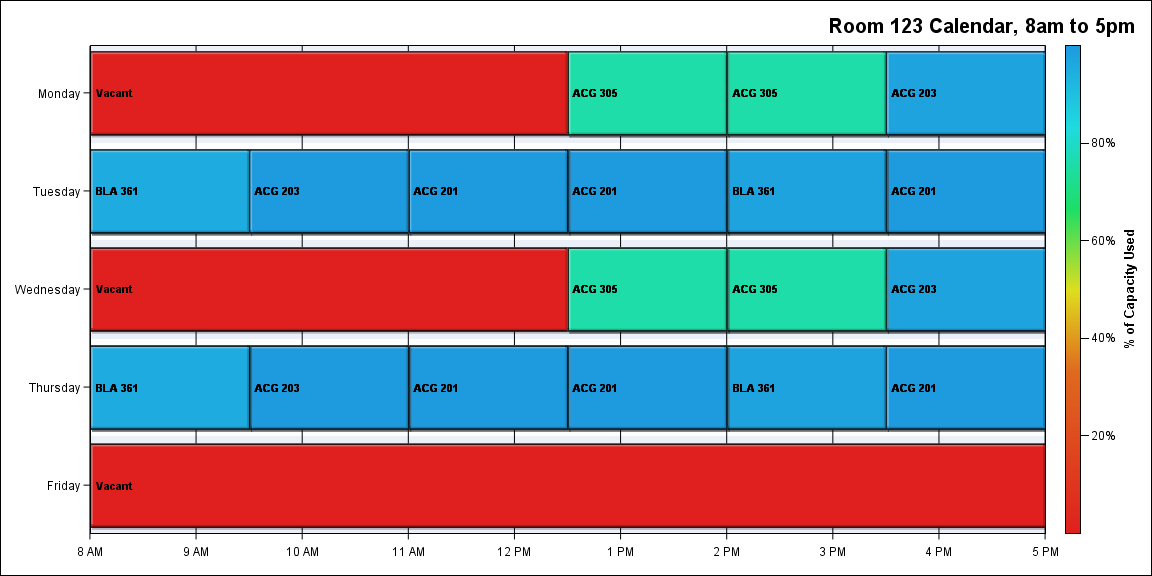 Room 123 Calendar, 8am to 5pm
Monday
Vacant
ACG 305
ACG 305
ACG 203
Tuesday
BLA 361
ACG 203
ACG 201
ACG 201
BLA 361
ACG 201
Wednesday
Vacant
ACG 305
ACG 305
ACG 203
Thursday
BLA 361
ACG 203
ACG 201
ACG 201
BLA 361
ACG 201
Friday
Vacant
8 AM
9 AM
10 AM
11 AM
12 PM
1 PM
2 PM
3 PM
4 PM
5 PM
80%
60%
40%
20%
% of Capacity Used